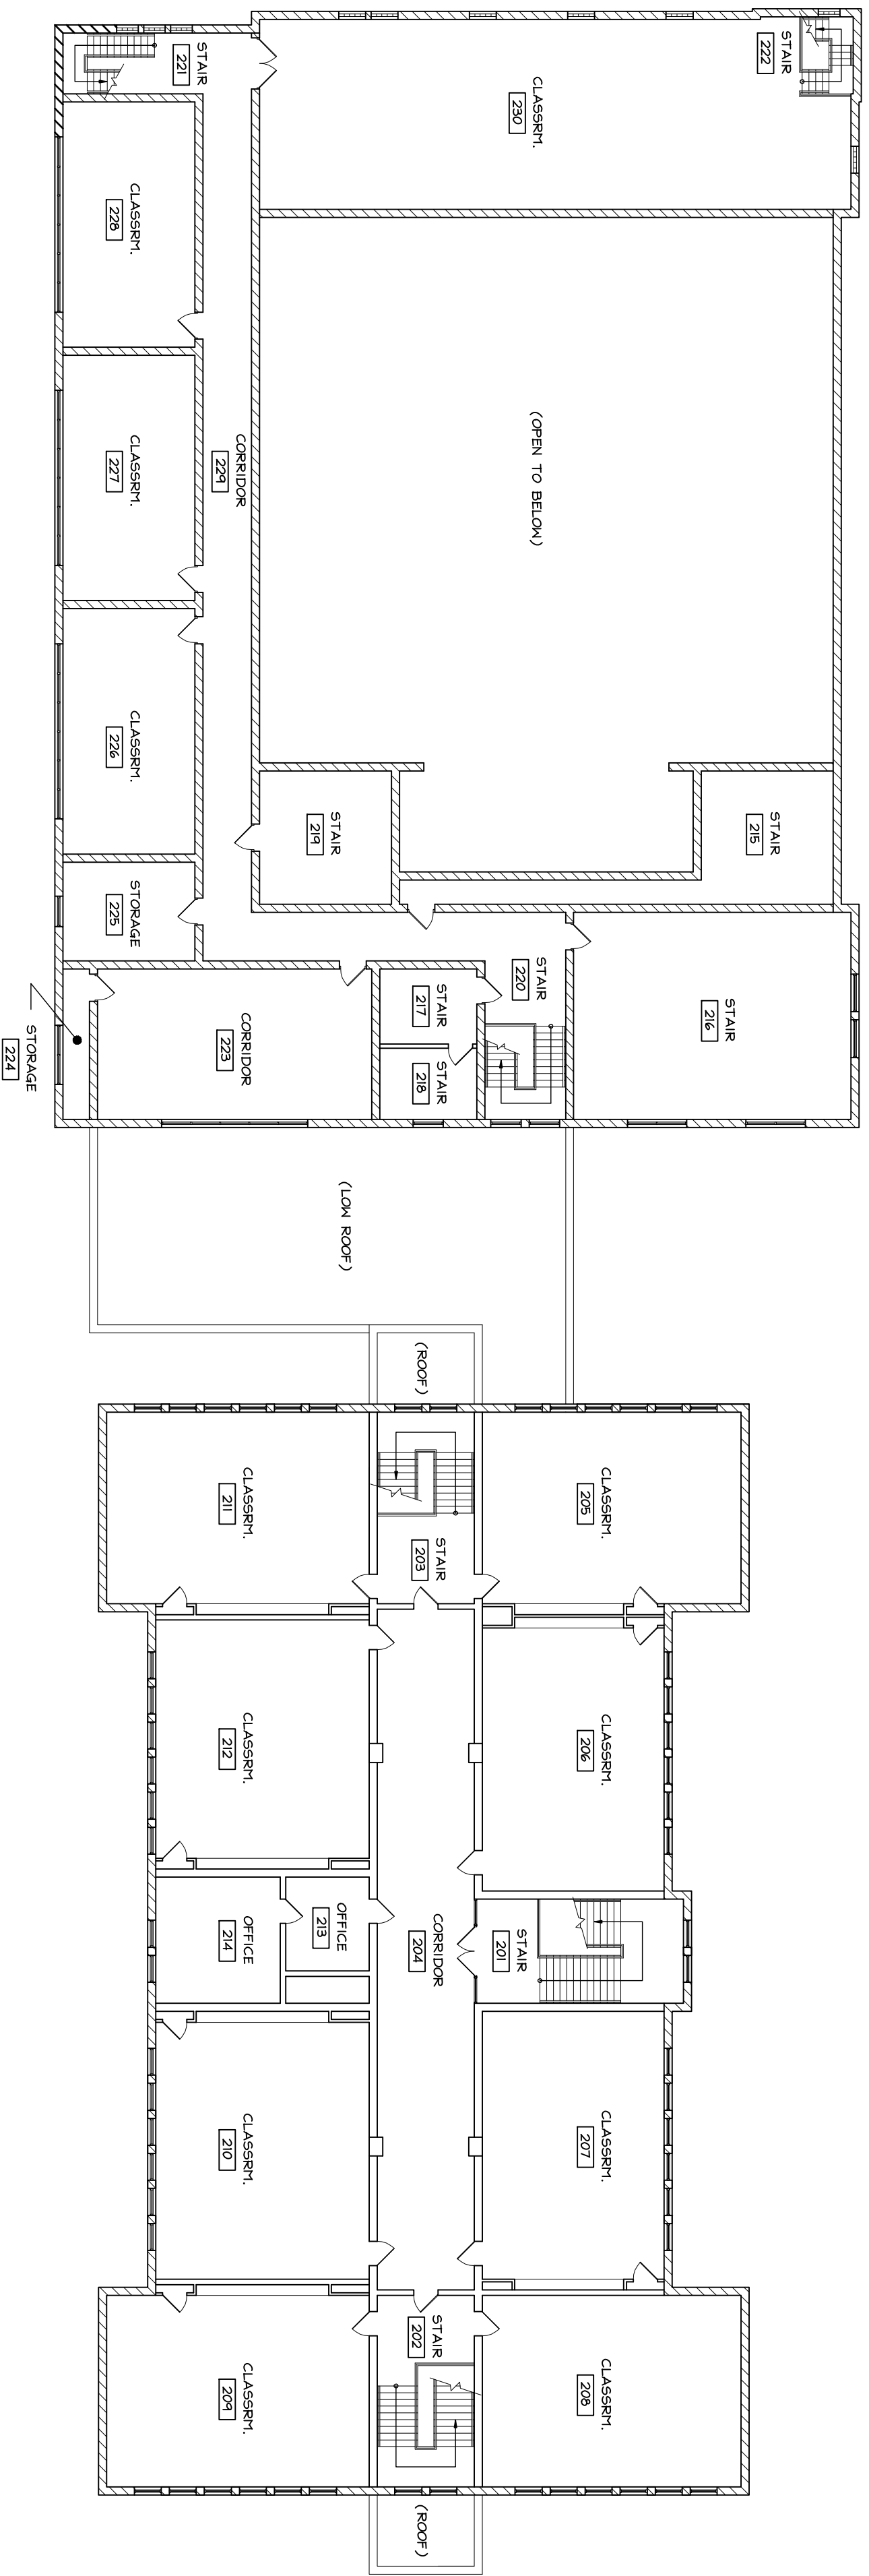 STAIR
222
STAIR
221
CLASSRM.
230
CLASSRM.
228
(OPEN TO BELOW)
CORRIDOR
229
CLASSRM.
227
CLASSRM.
226
STAIR
219
STAIR
215
STORAGE
225
STAIR
220
STAIR
216
STAIR
217
STAIR
218
CORRIDOR
223
STORAGE
224
(LOW ROOF)
(ROOF)
CLASSRM.
205
CLASSRM.
211
STAIR
203
CLASSRM.
206
CLASSRM.
212
OFFICE
213
OFFICE
214
CORRIDOR
204
STAIR
201
CLASSRM.
207
CLASSRM.
210
STAIR
202
CLASSRM.
208
CLASSRM.
209
(ROOF)